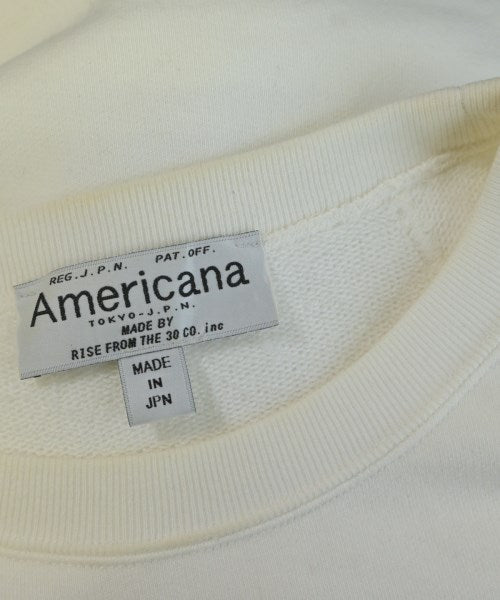 REG.J.P.N. PAT.OFF.
Americana
TOKYO-J.P.N.
MADE BY
RISE FROM THE 30 CO. inc
MADE
IN
JPN